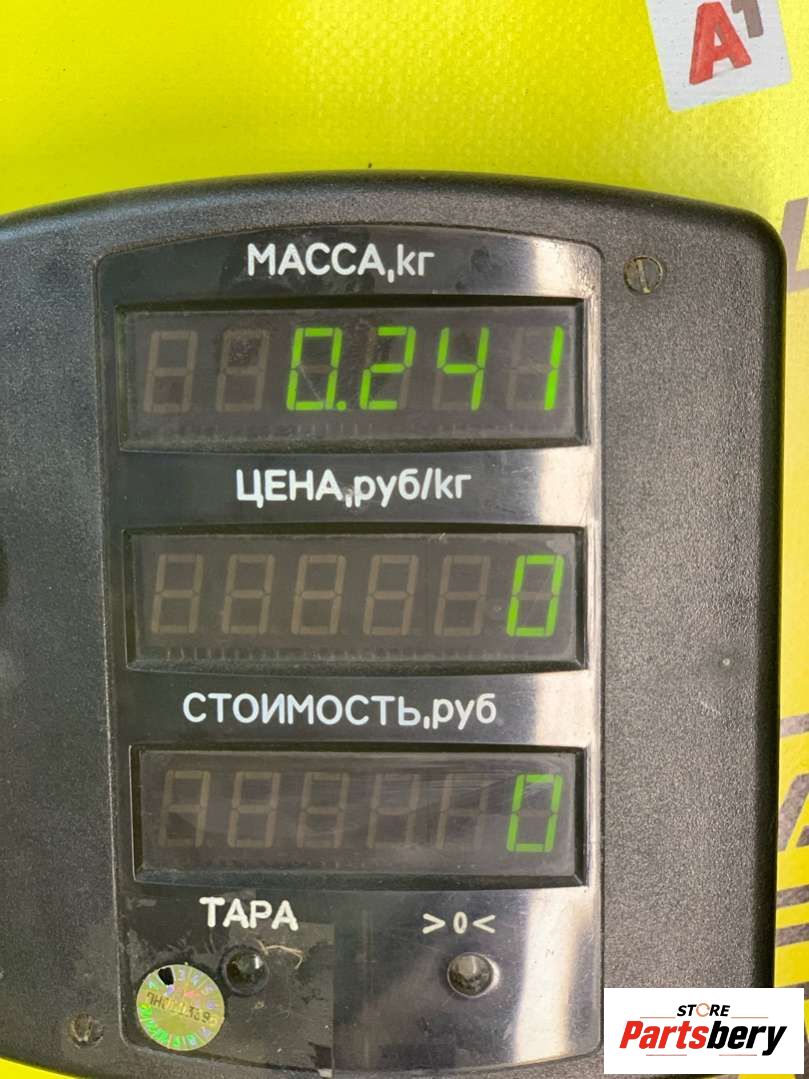 A1
МАССА,кг
0.241
ЦЕНА,руб/кг
0
СТОИМОСТЬ,руб
0
ТАРА >0<
STORE
Partsbery